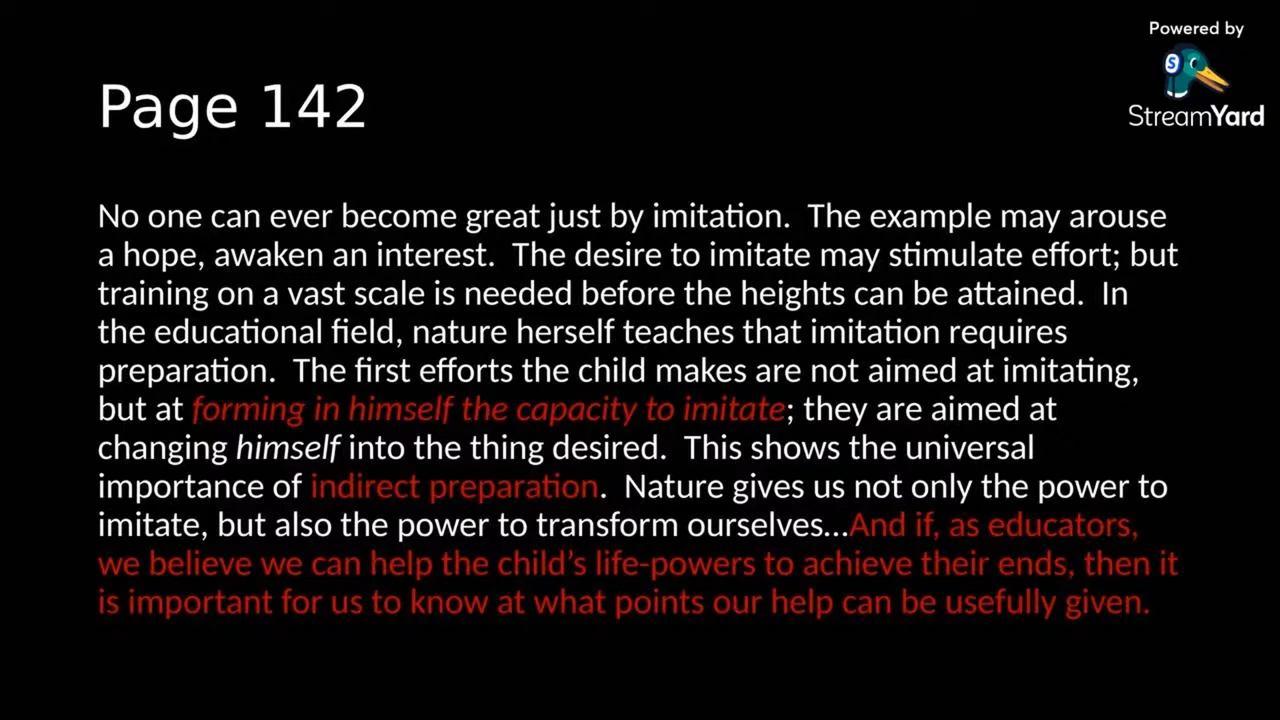 Powered by
S
StreamYard
Page 142
No one can ever become great just by imitation.  The example may arouse
a hope, awaken an interest.  The desire to imitate may stimulate effort; but
training on a vast scale is needed before the heights can be attained.  In
the educational field, nature herself teaches that imitation requires
preparation.  The first efforts the child makes are not aimed at imitating,
but at forming in himself the capacity to imitate; they are aimed at
changing himself into the thing desired.  This shows the universal
importance of indirect preparation.  Nature gives us not only the power to
imitate, but also the power to transform ourselves…And if, as educators,
we believe we can help the child’s life-powers to achieve their ends, then it
is important for us to know at what points our help can be usefully given.